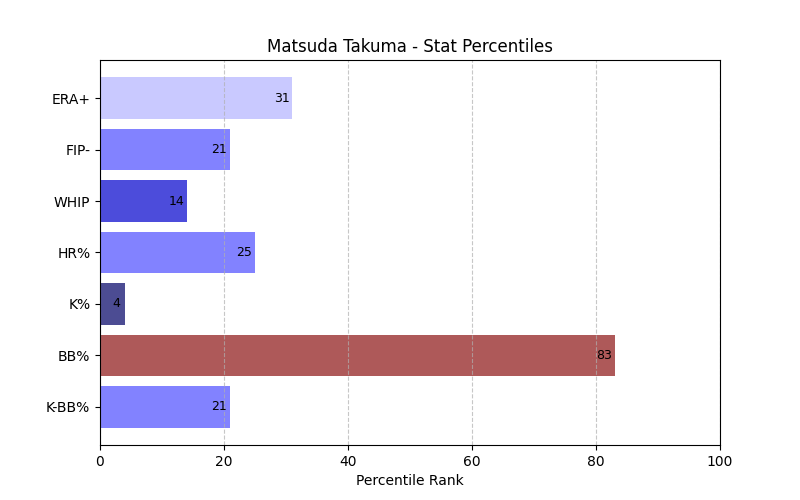 Matsuda Takuma - Stat Percentiles
ERA+ 31
FIP- 21
WHIP 14
HR% 25
K% 4
BB% 83
K-BB% 21
0 20 40 60 80 100
Percentile Rank